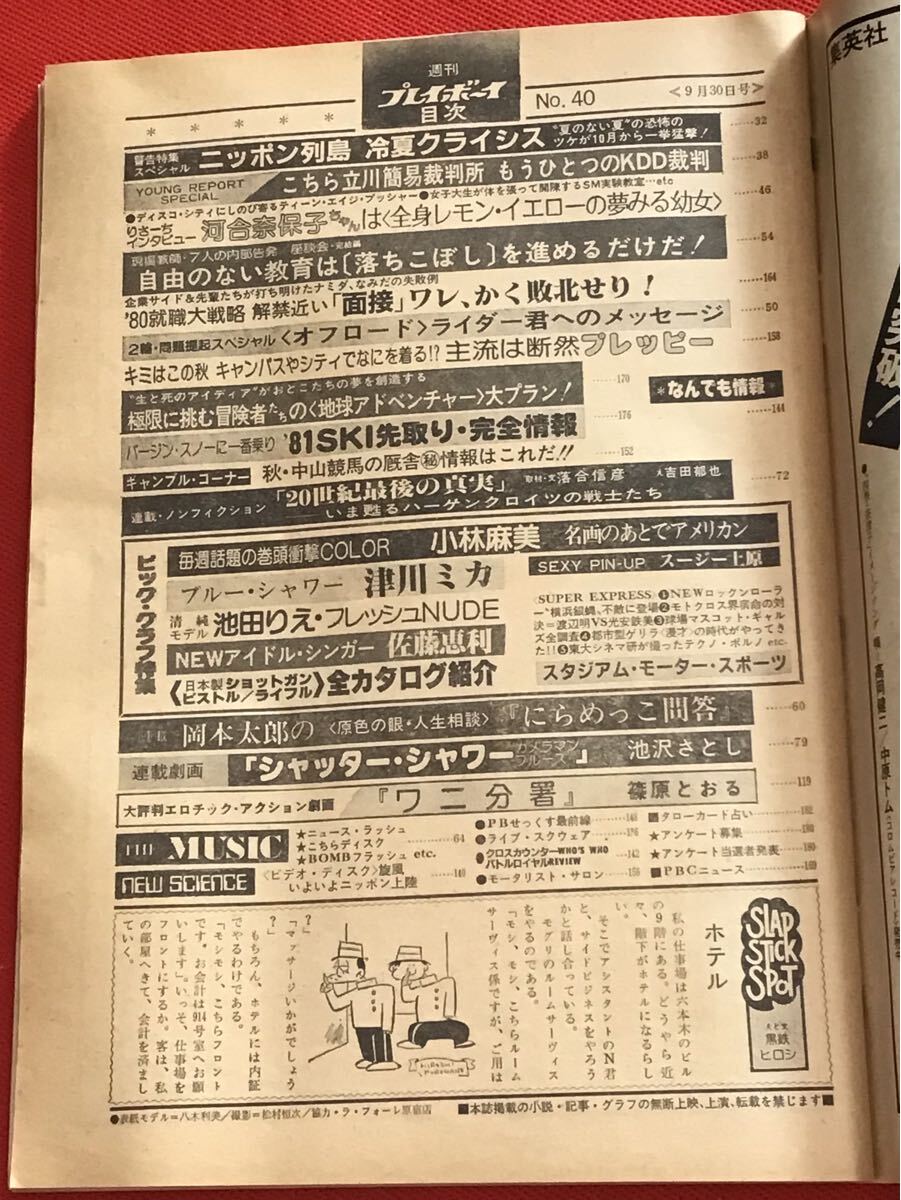 週刊
プレイボーイ
目次
No. 40
<9月30日号
＊ ＊ ＊ ＊ ＊
警告特集
スペシャル
ニッポン列島 冷夏クライシス
"夏のない夏"の恐怖の
ツケが10月から一挙猛撃！
……32
YOUNG REPORT
SPECIAL
こちら立川簡易裁判所 もうひとつのKDD裁判
……38
●ディスコ・シティにしのび寄るティーン・エイジ・プッシャー●女子大生が体を張って開陳するSM実験教室…etc
りさーち
インタビュー
河合奈保子ちゃんは〈全身レモン・イエローの夢みる幼女〉
……46
現場教師・7人の内部告発 座談会・完結編
自由のない教育は〔落ちこぼし〕を進めるだけだ！
……54
企業サイド&先輩たちが打ち明けたナミダ、なみだの失敗例
'80就職大戦略 解禁近い「面接」ワレ、かく敗北せり！
……164
2輪・問題提起スペシャル〈オフロード〉ライダー君へのメッセージ
……50
キミはこの秋 キャンパスやシティでなにを着る!? 主流は断然プレッピー
……158
"生と死のアイディア"がおとこたちの夢を創造する
極限に挑む冒険者たちの〈地球アドベンチャー〉大プラン！
……170
＊なんでも情報＊
……144
バージン・スノーに一番乗り '81SKI先取り・完全情報
……176
ギャンブル・コーナー 秋・中山競馬の厩舎㊙情報はこれだ!!
……152
連載・ノンフィクション
「20世紀最後の真実」
いま甦るハーケンクロイツの戦士たち
取材・文 落合信彦
え 吉田郁也
……72
ビッグ・グラフ特集
毎週話題の巻頭衝撃COLOR 小林麻美 名画のあとでアメリカン
ブルー・シャワー 津川ミカ
SEXY PIN-UP スージー上原
清純
モデル
池田りえ・フレッシュNUDE
NEWアイドル・シンガー 佐藤恵利
〈日本製ショットガン
ピストル／ライフル〉全カタログ紹介
〈SUPER EXPRESS〉❶NEWロックンロー
ラー"横浜銀蝿"、不敵に登場❷モトクロス界宿命の対
決＝渡辺明VS光安鉄美❸球場マスコット・ギャル
ズ全調査❹都市型ゲリラ〈漫才〉の時代がやってき
た!!❺東大シネマ研が撮ったテクノ・ポルノ etc.
スタジアム・モーター・スポーツ
岡本太郎の〈原色の眼・人生相談〉『にらめっこ問答』
……60
連載劇画
「シャッター・シャワー
カメラマン
ブルース」 池沢さとし
……79
大評判エロチック・アクション劇画
『ワニ分署』 篠原とおる
……119
THE MUSIC
★ニュース・ラッシュ
★こちらディスク
★BOMBフラッシュ etc.
……64
NEW SCIENCE
〈ビデオ・ディスク〉旋風
いよいよニッポン上陸
……140
●PBせっくす最前線……148
●ライブ・スクウェア……136
●クロスカウンターWHO'S WHO
バトルロイヤルREVIEW
……142
●モータリスト・サロン……156
■タローカード占い……182
★アンケート募集……180
★アンケート当選者発表……180
■PBCニュース……169
SLAP
STICK
SPOT
えと文
黒鉄
ヒロシ
ホテル
私の仕事場は六本木のビル
の9階にある。どうやら近
々、階下がホテルになるらし
い。
そこでアシスタントのN君
と、サイドビジネスをやろう
かと話し合っている。
モグリのルームサーヴィス
をやるのである。
「モシ、モシ、こちらルーム
サーヴィス係ですが、ご用は
？」
「マッサージいかがでしょう
？」
もちろん、ホテルには内証
でやるわけである。
「モシモシ、こちらフロント
です。お会計は914号室へお願
いします」。いっそ、仕事場を
フロントにするか。客は、私
の部屋へきて、会計を済まし
ていく。
HIROSHI KUROGANE
●表紙モデル＝八木利美／撮影＝松村恒次／協力・ラ・フォーレ原宿店
■本誌掲載の小説・記事・グラフの無断上映、上演、転載を禁じます■
集英社
突破！
高岡健二／中原トム